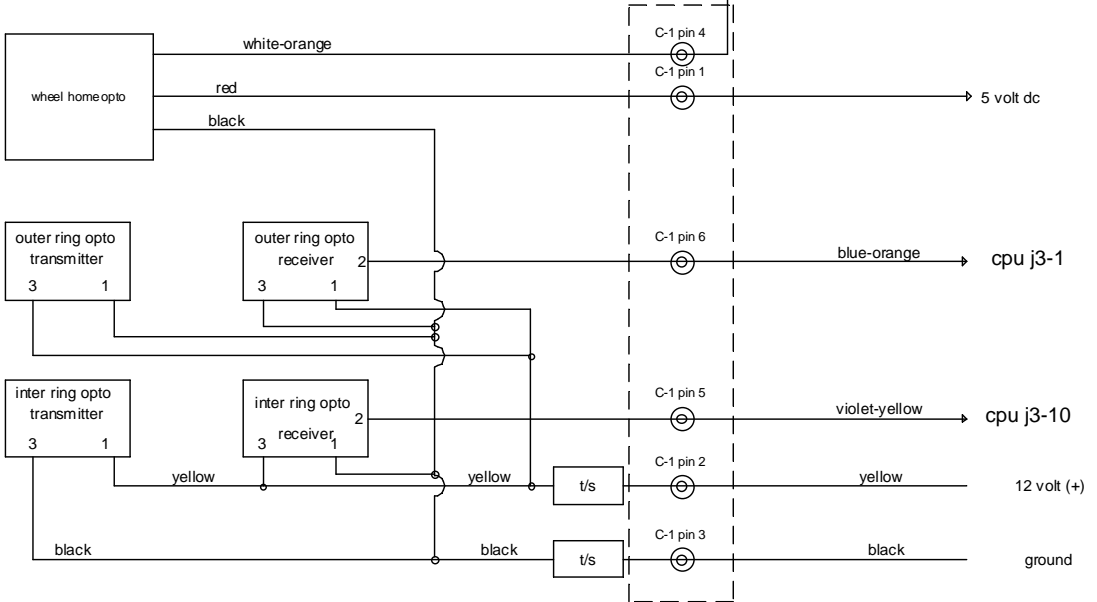 C-1 pin 4
white-orange
C-1 pin 1
wheel home opto
red
5 volt dc
black
outer ring opto
transmitter
3 1
outer ring opto
receiver
2
3 1
C-1 pin 6
blue-orange
cpu j3-1
inter ring opto
transmitter
3 1
inter ring opto
receiver
2
3 1
C-1 pin 5
violet-yellow
cpu j3-10
yellow
yellow
t/s
C-1 pin 2
yellow
12 volt (+)
black
black
t/s
C-1 pin 3
black
ground